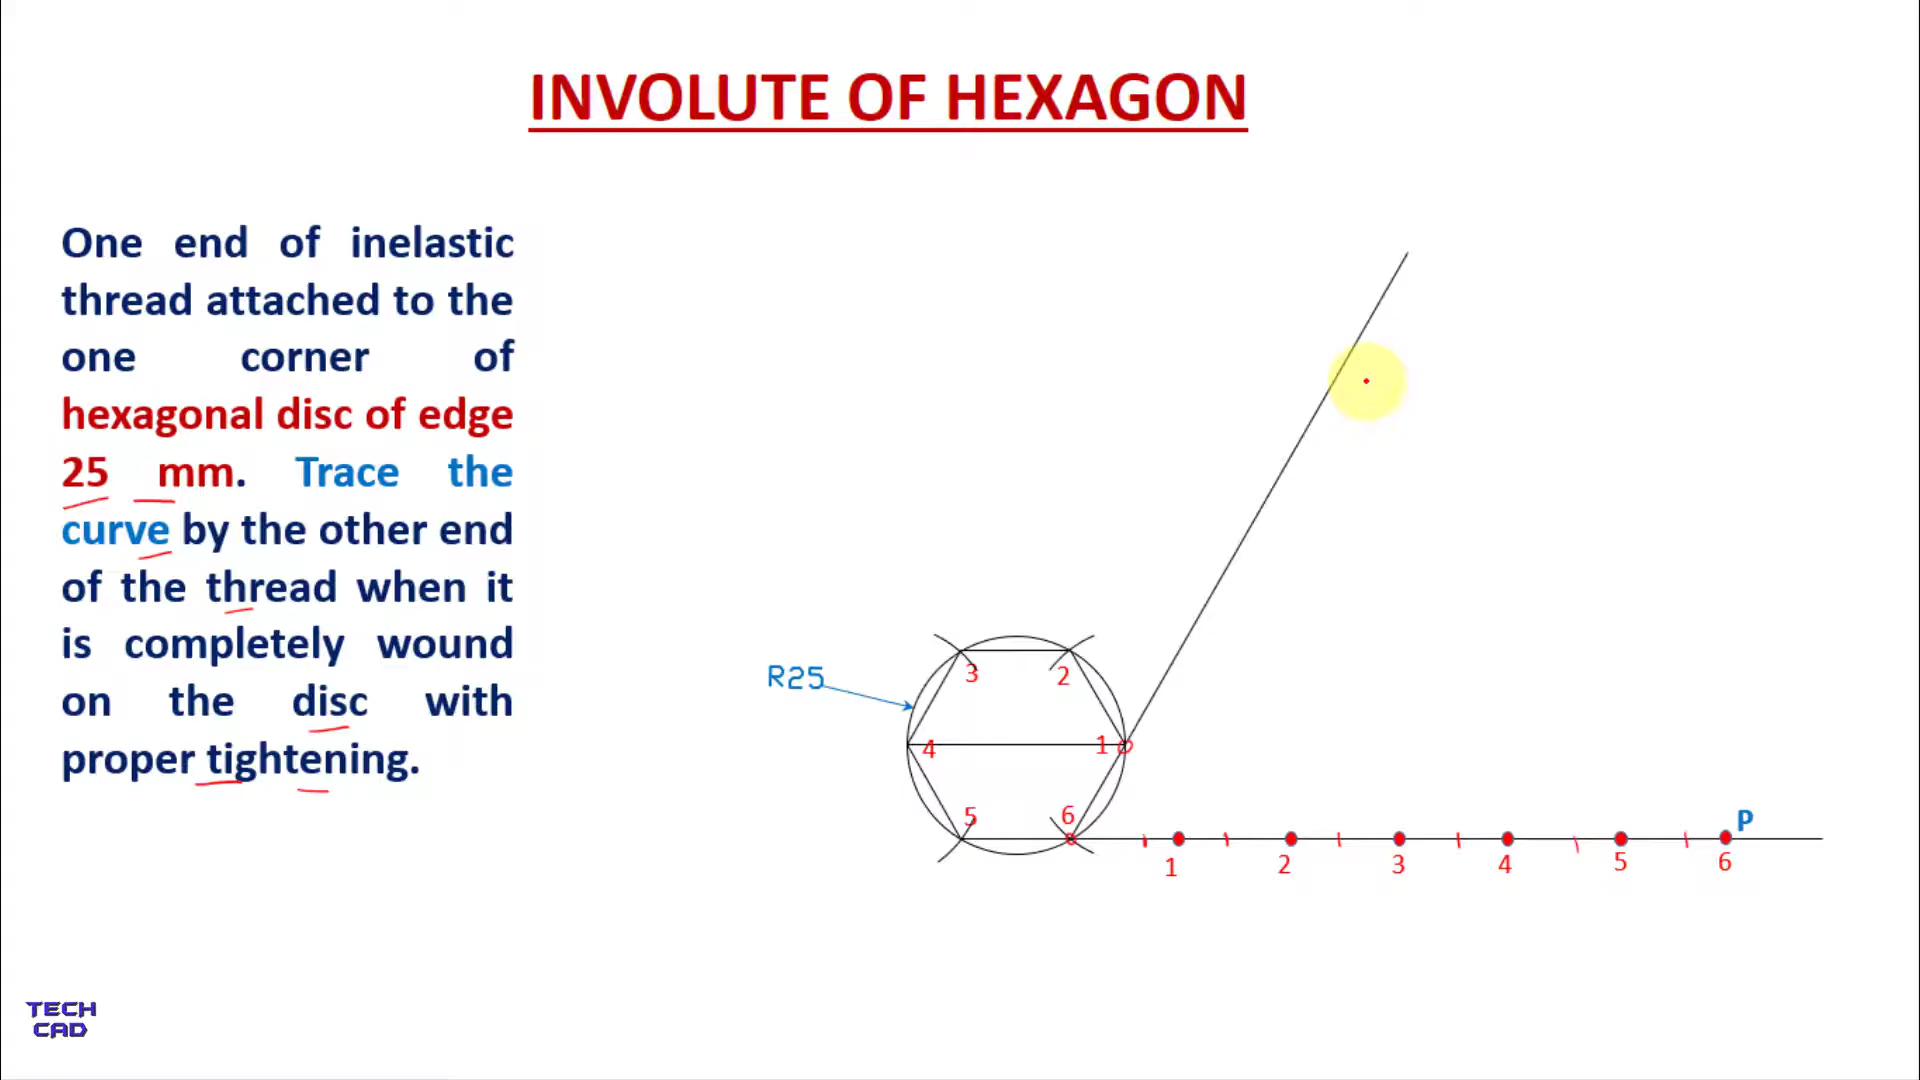 INVOLUTE OF HEXAGON
One end of inelastic
thread attached to the
one corner of
hexagonal disc of edge
25 mm. Trace the
curve by the other end
of the thread when it
is completely wound
on the disc with
proper tightening.
R25
3
2
4
1
5
6
P
1
2
3
4
5
6
TECH
CAD